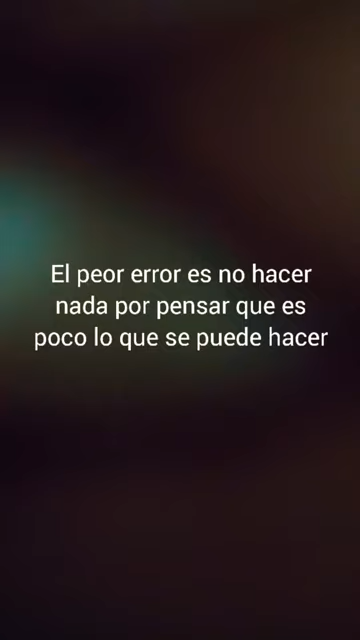 El peor error es no hacer
nada por pensar que es
poco lo que se puede hacer